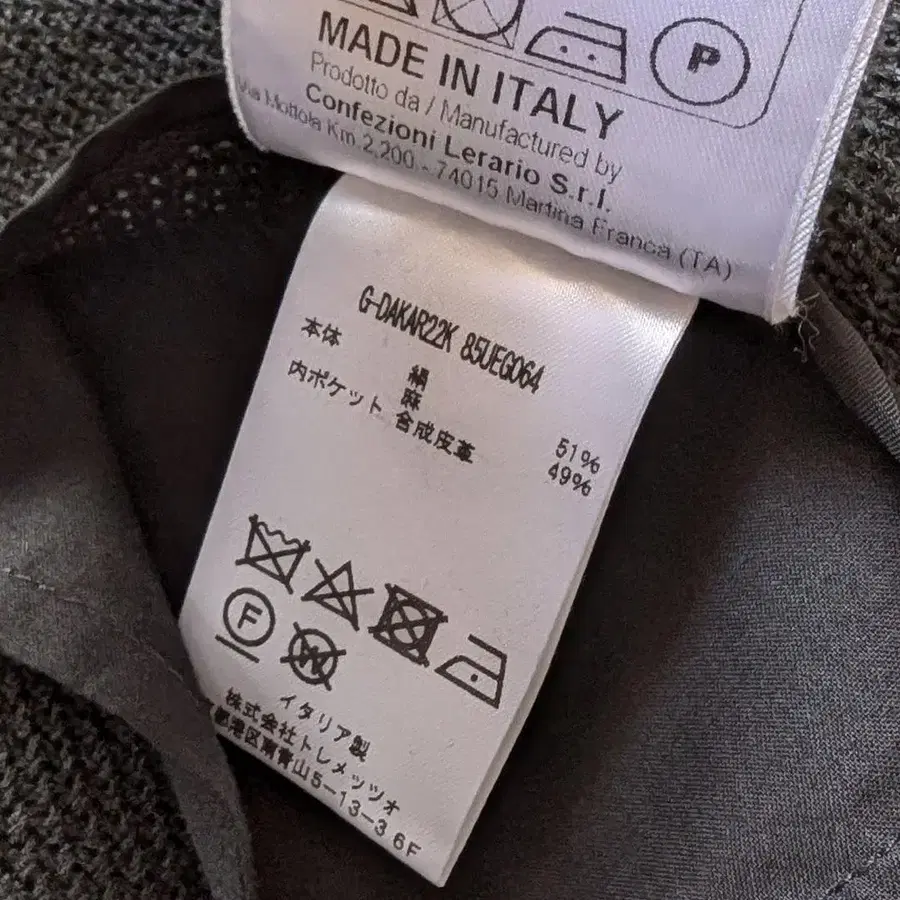 P
MADE IN ITALY
Prodotto da / Manufactured by
Confezioni Lerario S.r.l.
Via Mottola Km 2,200 - 74015 Martina Franca (TA)
G-DAKAR22K 85UEG064
本体 絹 51%
麻 49%
内ポケット 合成皮革
F W
イタリア製
株式会社トレメッツォ
都港区南青山5-13-3 6F